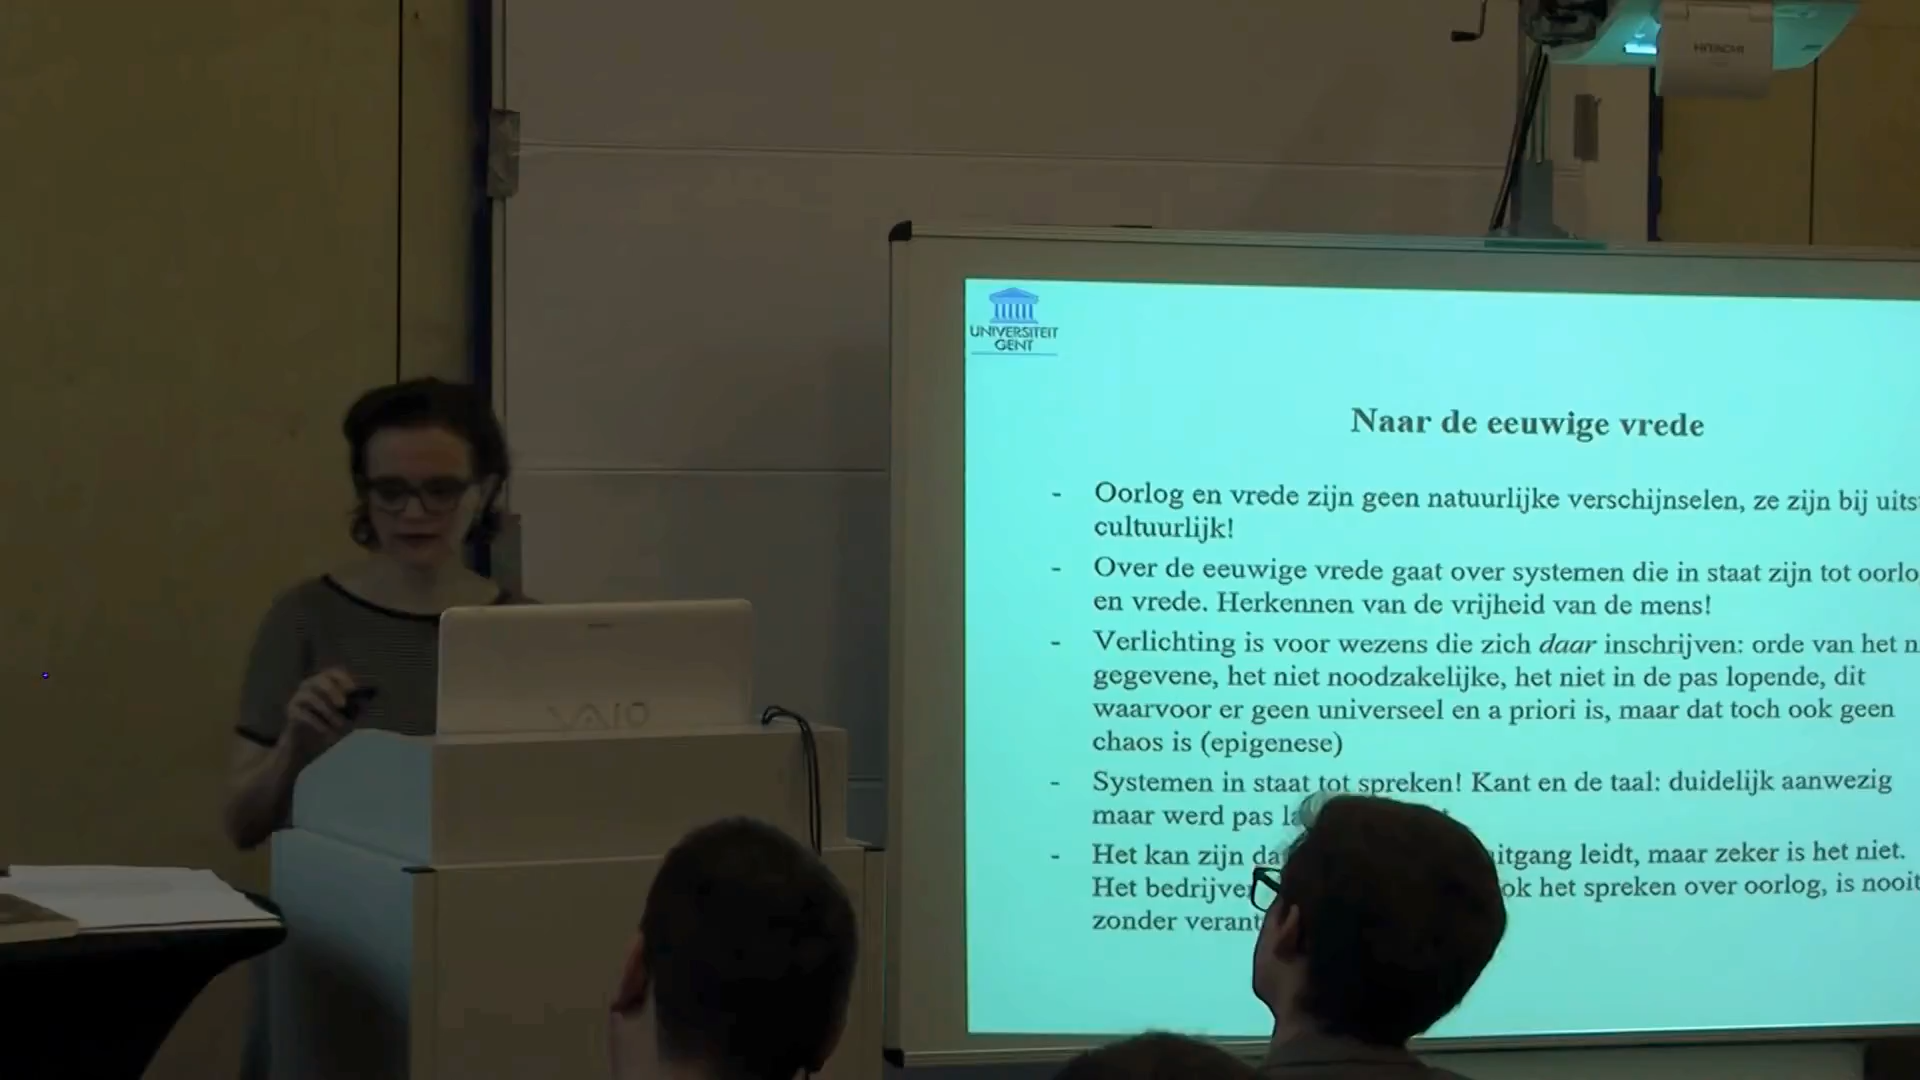 HITACHI
UNIVERSITEIT
GENT
Naar de eeuwige vrede
- Oorlog en vrede zijn geen natuurlijke verschijnselen, ze zijn bij
cultuurlijk!
- Over de eeuwige vrede gaat over systemen die in staat zijn tot
en vrede. Herkennen van de vrijheid van de mens!
- Verlichting is voor wezens die zich daar inschrijven: orde van het
gegevene, het niet noodzakelijke, het niet in de pas lopende, dit
waarvoor er geen universeel en a priori is, maar dat toch ook geen
chaos is (epigenese)
- Systemen in staat tot spreken! Kant en de taal: duidelijk aanwezig
maar werd pas
- Het kan zijn leidt, maar zeker is het niet.
Het het spreken over oorlog, is nooit
zonder
VAIO